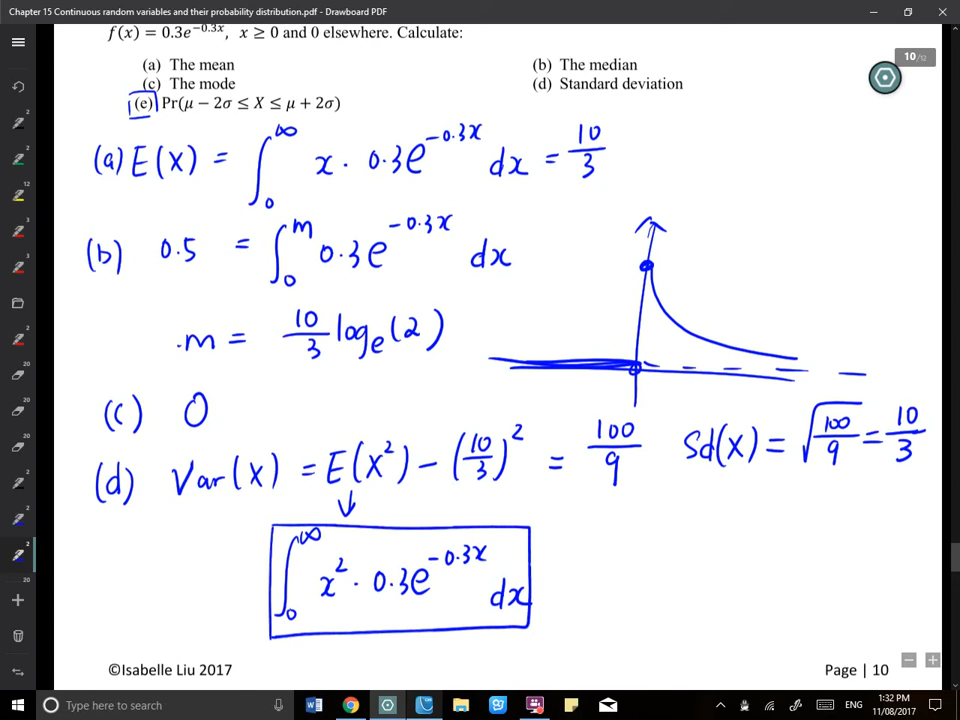 Chapter 15 Continuous random variables and their probability distribution.pdf - Drawboard PDF
f(x) = 0.3e^{−0.3x}, x ≥ 0 and 0 elsewhere. Calculate:
10/12
(a) The mean (b) The median
(c) The mode (d) Standard deviation
(e) Pr(μ − 2σ ≤ X ≤ μ + 2σ)
(a) E(X) = ∫_0^∞ x · 0.3e^{-0.3x} dx = 10/3
(b) 0.5 = ∫_0^m 0.3e^{-0.3x} dx
m = 10/3 log_e(2)
(c) 0
(d) Var(X) = E(X²) − (10/3)² = 100/9 Sd(X) = √(100/9) = 10/3
∫_0^∞ x² · 0.3e^{-0.3x} dx
©Isabelle Liu 2017 Page | 10
Type here to search
ENG
1:32 PM
11/08/2017